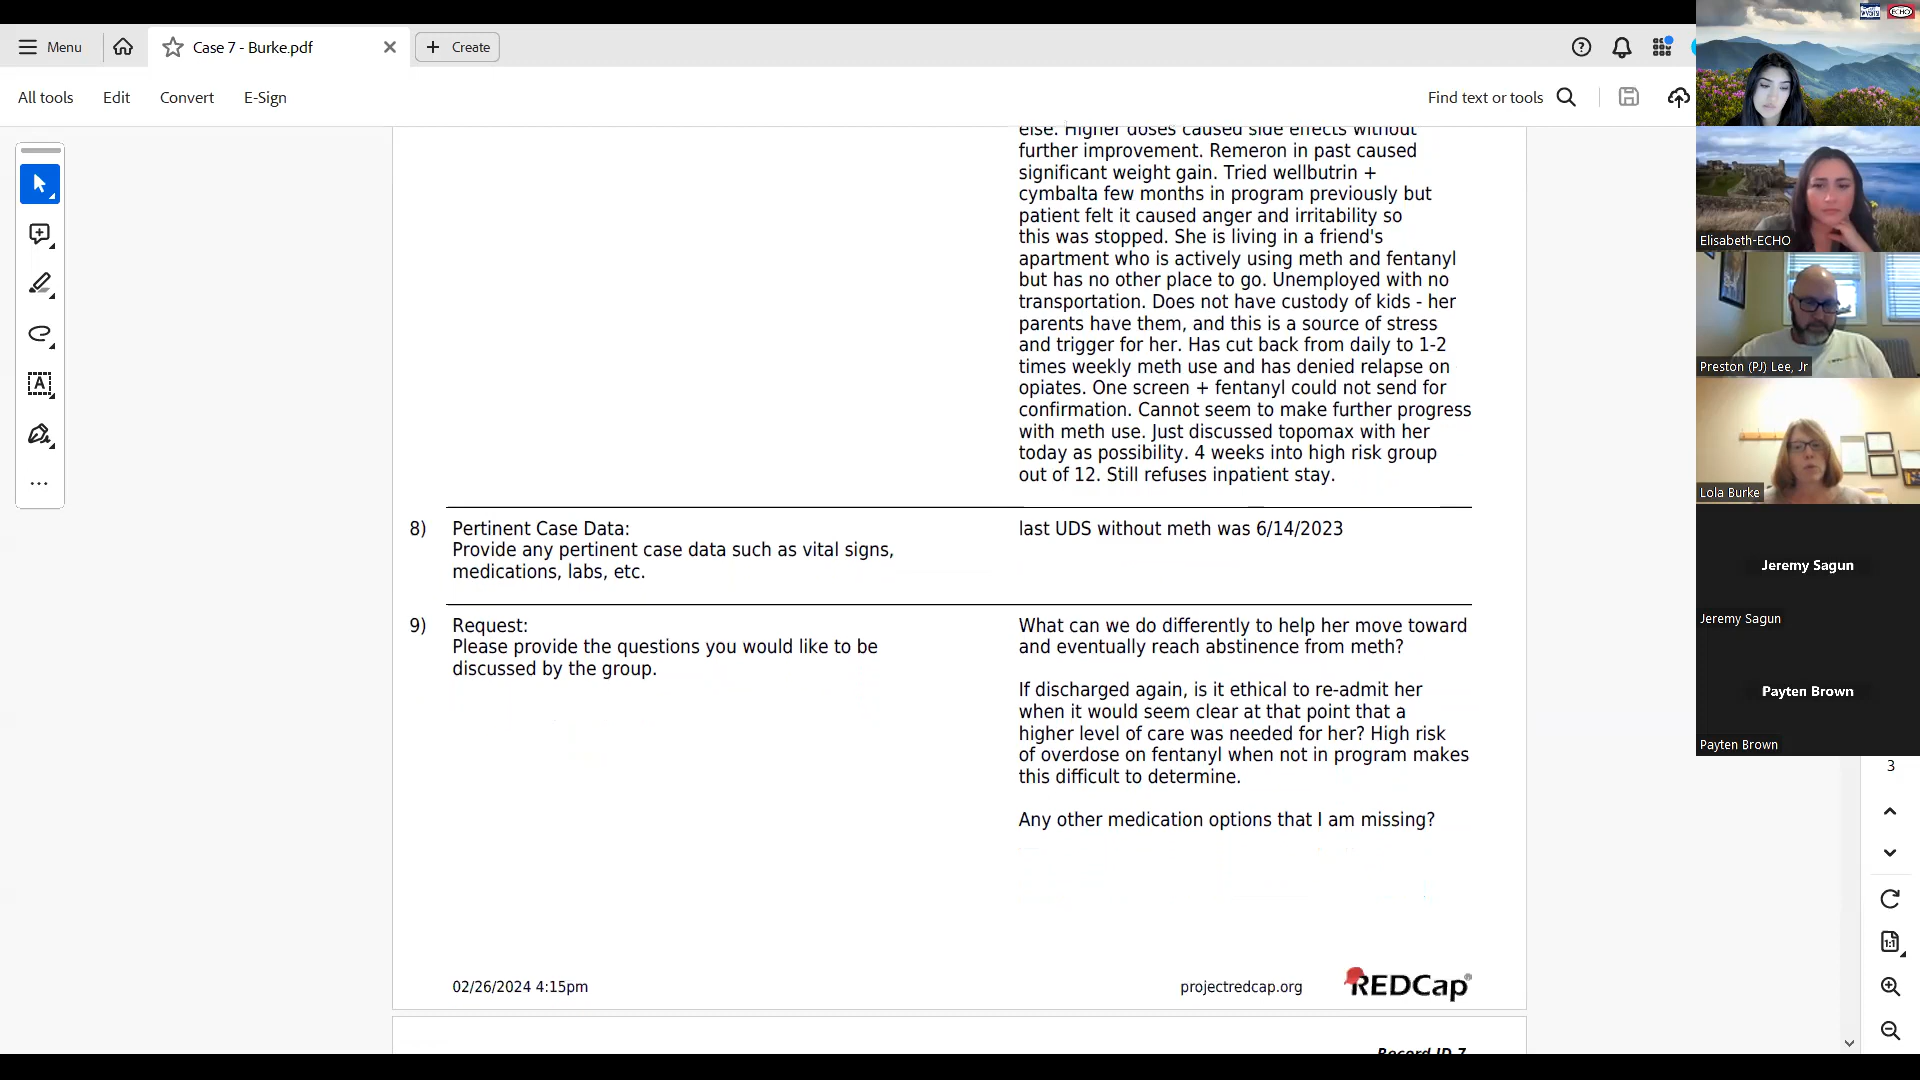 Menu
Case 7 - Burke.pdf
Create
All tools
Edit
Convert
E-Sign
Find text or tools
else. Higher doses caused side effects without
further improvement. Remeron in past caused
significant weight gain. Tried wellbutrin +
cymbalta few months in program previously but
patient felt it caused anger and irritability so
this was stopped. She is living in a friend's
apartment who is actively using meth and fentanyl
but has no other place to go. Unemployed with no
transportation. Does not have custody of kids - her
parents have them, and this is a source of stress
and trigger for her. Has cut back from daily to 1-2
times weekly meth use and has denied relapse on
opiates. One screen + fentanyl could not send for
confirmation. Cannot seem to make further progress
with meth use. Just discussed topomax with her
today as possibility. 4 weeks into high risk group
out of 12. Still refuses inpatient stay.
8) Pertinent Case Data:
Provide any pertinent case data such as vital signs,
medications, labs, etc.
last UDS without meth was 6/14/2023
9) Request:
Please provide the questions you would like to be
discussed by the group.
What can we do differently to help her move toward
and eventually reach abstinence from meth?
If discharged again, is it ethical to re-admit her
when it would seem clear at that point that a
higher level of care was needed for her? High risk
of overdose on fentanyl when not in program makes
this difficult to determine.
Any other medication options that I am missing?
02/26/2024 4:15pm
projectredcap.org
REDCap
Record ID 7
ECHO
Elisabeth-ECHO
Preston (PJ) Lee, Jr
Lola Burke
Jeremy Sagun
Jeremy Sagun
Payten Brown
Payten Brown
3
1:1